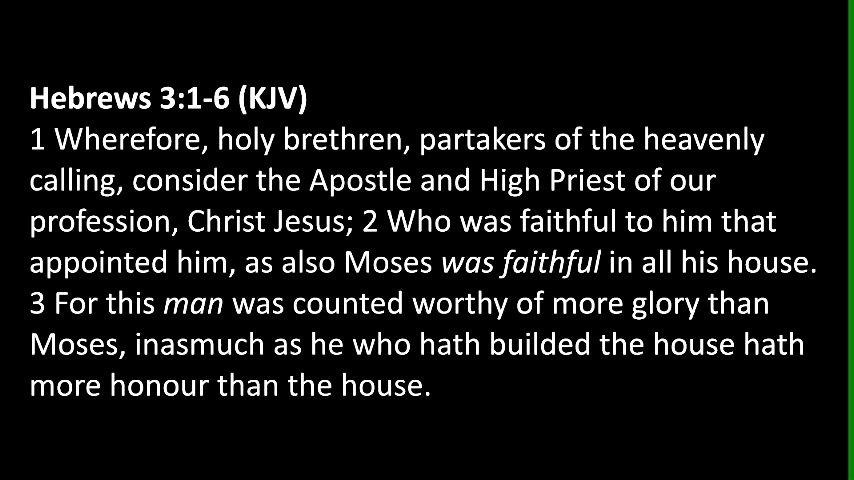 Hebrews 3:1-6 (KJV)
1 Wherefore, holy brethren, partakers of the heavenly
calling, consider the Apostle and High Priest of our
profession, Christ Jesus; 2 Who was faithful to him that
appointed him, as also Moses was faithful in all his house.
3 For this man was counted worthy of more glory than
Moses, inasmuch as he who hath builded the house hath
more honour than the house.